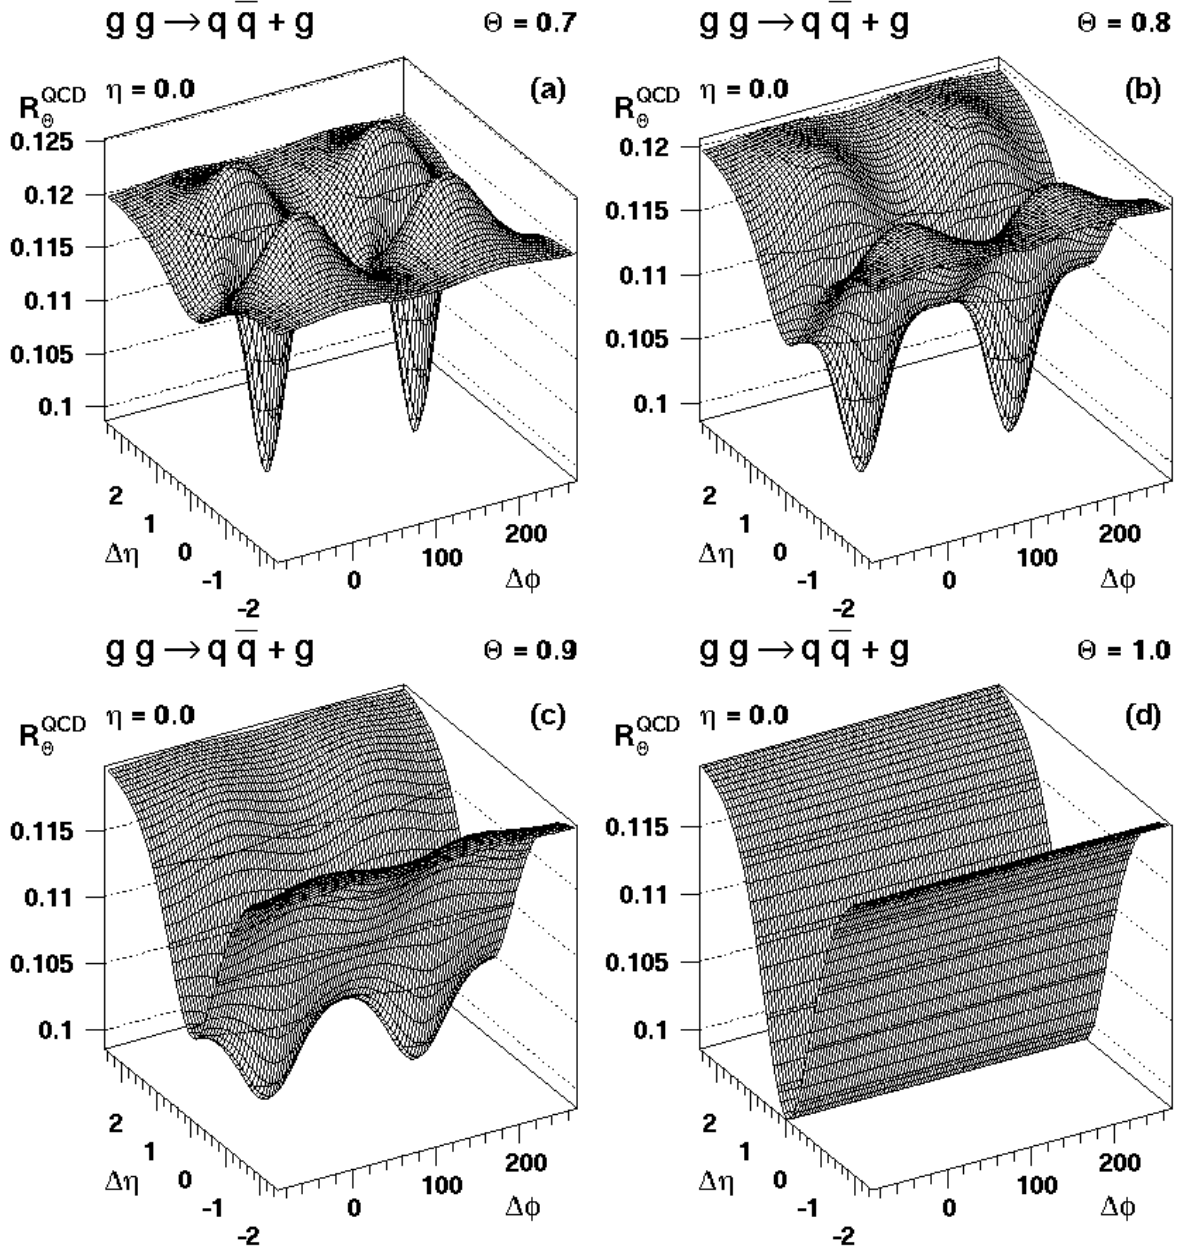 g g → q q̅ + g Θ = 0.7
η = 0.0 (a)
R_Θ^QCD
0.125
0.12
0.115
0.11
0.105
0.1
2
1
0
-1
-2
Δη
0
100
200
Δφ
g g → q q̅ + g Θ = 0.8
η = 0.0 (b)
R_Θ^QCD
0.12
0.115
0.11
0.105
0.1
2
1
0
-1
-2
Δη
0
100
200
Δφ
g g → q q̅ + g Θ = 0.9
η = 0.0 (c)
R_Θ^QCD
0.115
0.11
0.105
0.1
2
1
0
-1
-2
Δη
0
100
200
Δφ
g g → q q̅ + g Θ = 1.0
η = 0.0 (d)
R_Θ^QCD
0.115
0.11
0.105
0.1
2
1
0
-1
-2
Δη
0
100
200
Δφ